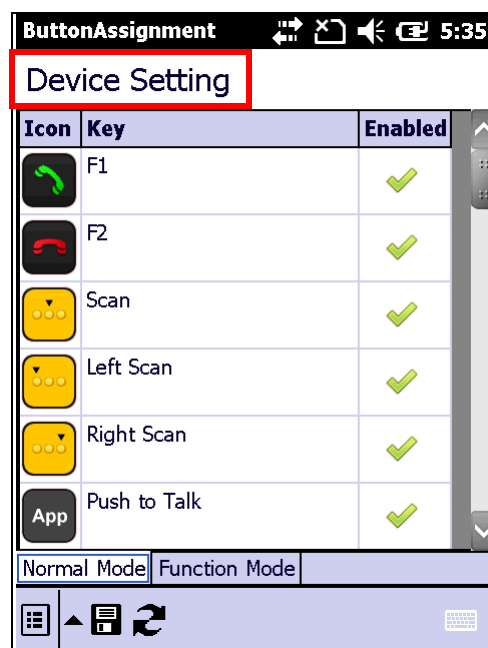 ButtonAssignment 5:35
Device Setting
Icon Key Enabled
F1
F2
Scan
Left Scan
Right Scan
App Push to Talk
Normal Mode Function Mode